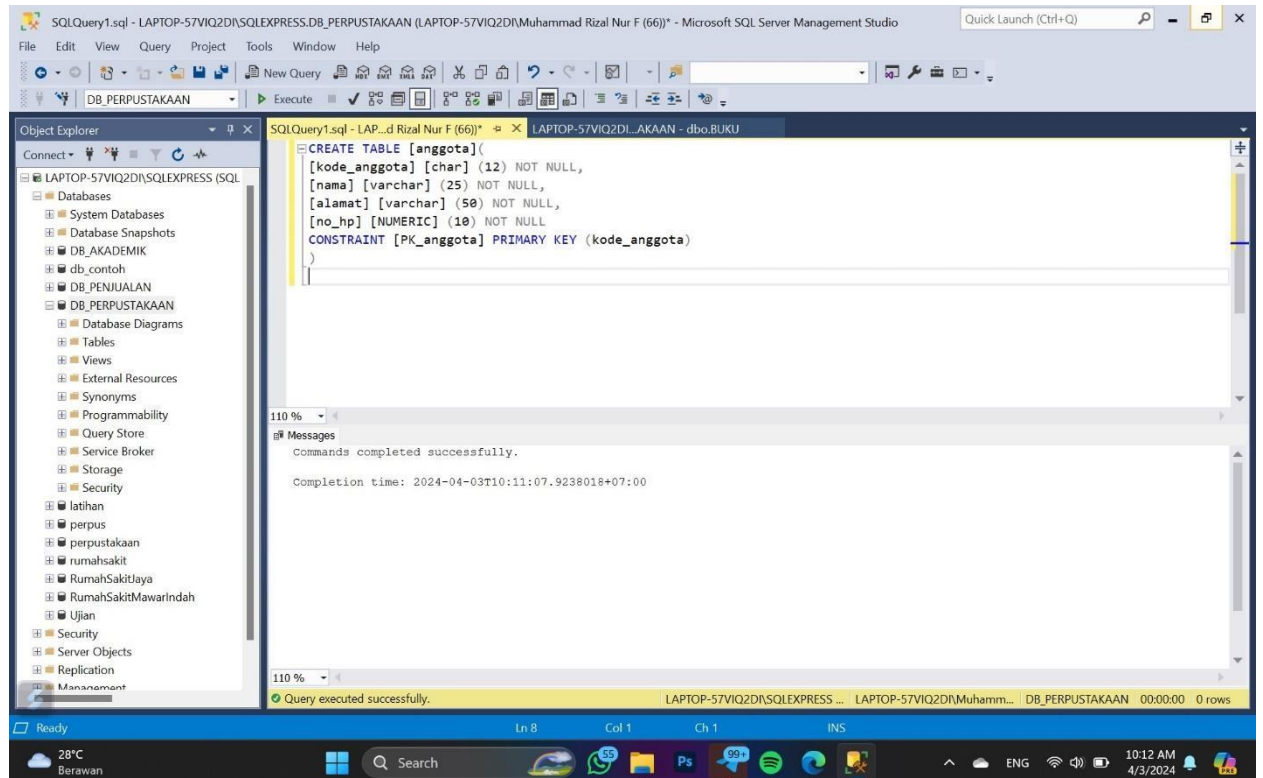 SQLQuery1.sql - LAPTOP-57VIQ2DI\SQLEXPRESS.DB_PERPUSTAKAAN (LAPTOP-57VIQ2DI\Muhammad Rizal Nur F (66))* - Microsoft SQL Server Management Studio
Quick Launch (Ctrl+Q)
File Edit View Query Project Tools Window Help
New Query
DB_PERPUSTAKAAN
Execute
Object Explorer
Connect
LAPTOP-57VIQ2DI\SQLEXPRESS (SQL
Databases
System Databases
Database Snapshots
DB_AKADEMIK
db_contoh
DB_PENJUALAN
DB_PERPUSTAKAAN
Database Diagrams
Tables
Views
External Resources
Synonyms
Programmability
Query Store
Service Broker
Storage
Security
latihan
perpus
perpustakaan
rumahsakit
RumahSakitJaya
RumahSakitMawarIndah
Ujian
Security
Server Objects
Replication
Management
SQLQuery1.sql - LAP...d Rizal Nur F (66))*
LAPTOP-57VIQ2DI...AKAAN - dbo.BUKU
CREATE TABLE [anggota](
[kode_anggota] [char] (12) NOT NULL,
[nama] [varchar] (25) NOT NULL,
[alamat] [varchar] (50) NOT NULL,
[no_hp] [NUMERIC] (10) NOT NULL
CONSTRAINT [PK_anggota] PRIMARY KEY (kode_anggota)
)
110 %
Messages
Commands completed successfully.
Completion time: 2024-04-03T10:11:07.9238018+07:00
110 %
Query executed successfully.
LAPTOP-57VIQ2DI\SQLEXPRESS ...
LAPTOP-57VIQ2DI\Muhamm...
DB_PERPUSTAKAAN
00:00:00
0 rows
Ready
Ln 8
Col 1
Ch 1
INS
28°C
Berawan
Search
55
Ps
99+
ENG
10:12 AM
4/3/2024
PRE